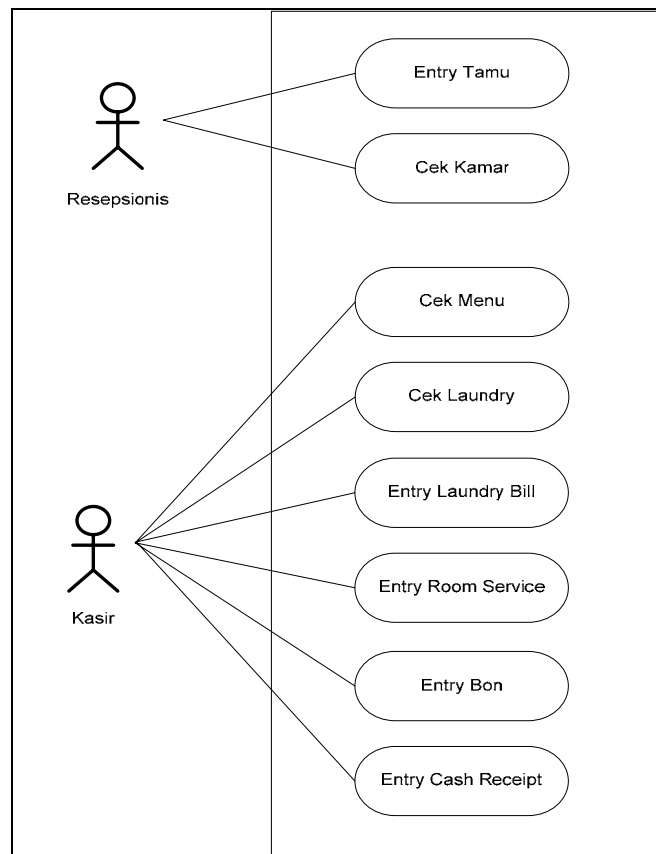 Entry Tamu
Cek Kamar
Resepsionis
Cek Menu
Cek Laundry
Entry Laundry Bill
Entry Room Service
Kasir
Entry Bon
Entry Cash Receipt